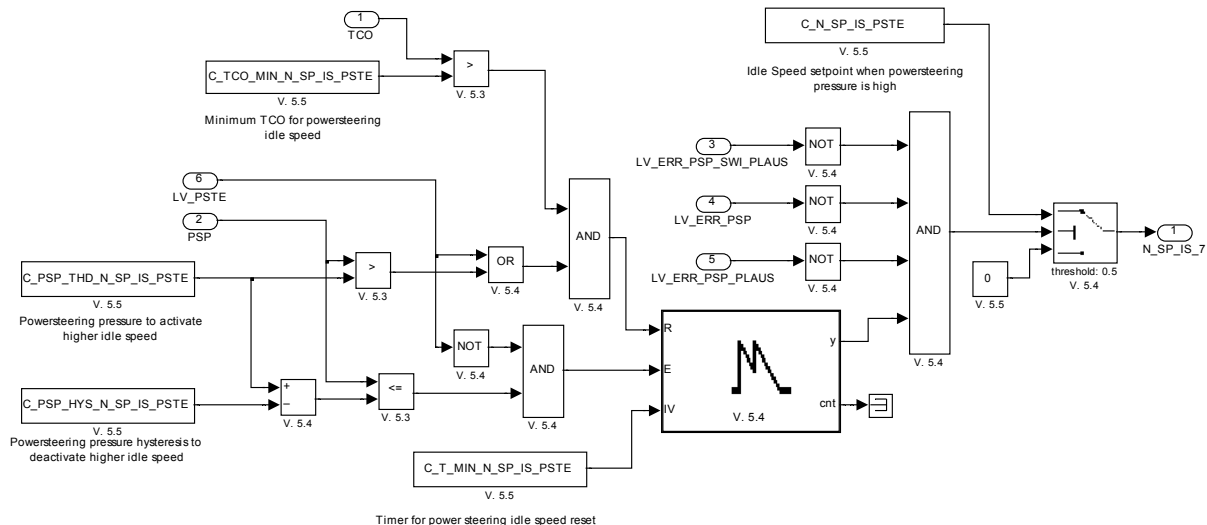 1
TCO
C_N_SP_IS_PSTE
V. 5.5
Idle Speed setpoint when powersteering
pressure is high
C_TCO_MIN_N_SP_IS_PSTE
V. 5.5
Minimum TCO for powersteering
idle speed
>
V. 5.3
3
LV_ERR_PSP_SWI_PLAUS
NOT
V. 5.4
4
LV_ERR_PSP
NOT
V. 5.4
5
LV_ERR_PSP_PLAUS
NOT
V. 5.4
AND
V. 5.4
6
LV_PSTE
2
PSP
AND
V. 5.4
OR
V. 5.4
>
V. 5.3
C_PSP_THD_N_SP_IS_PSTE
V. 5.5
Powersteering pressure to activate
higher idle speed
0
V. 5.5
threshold: 0.5
V. 5.4
1
N_SP_IS_7
NOT
V. 5.4
AND
V. 5.4
C_PSP_HYS_N_SP_IS_PSTE
V. 5.5
Powersteering pressure hysteresis to
deactivate higher idle speed
+
−
V. 5.4
<=
V. 5.3
R
E
IV
y
cnt
V. 5.4
C_T_MIN_N_SP_IS_PSTE
V. 5.5
Timer for power steering idle speed reset